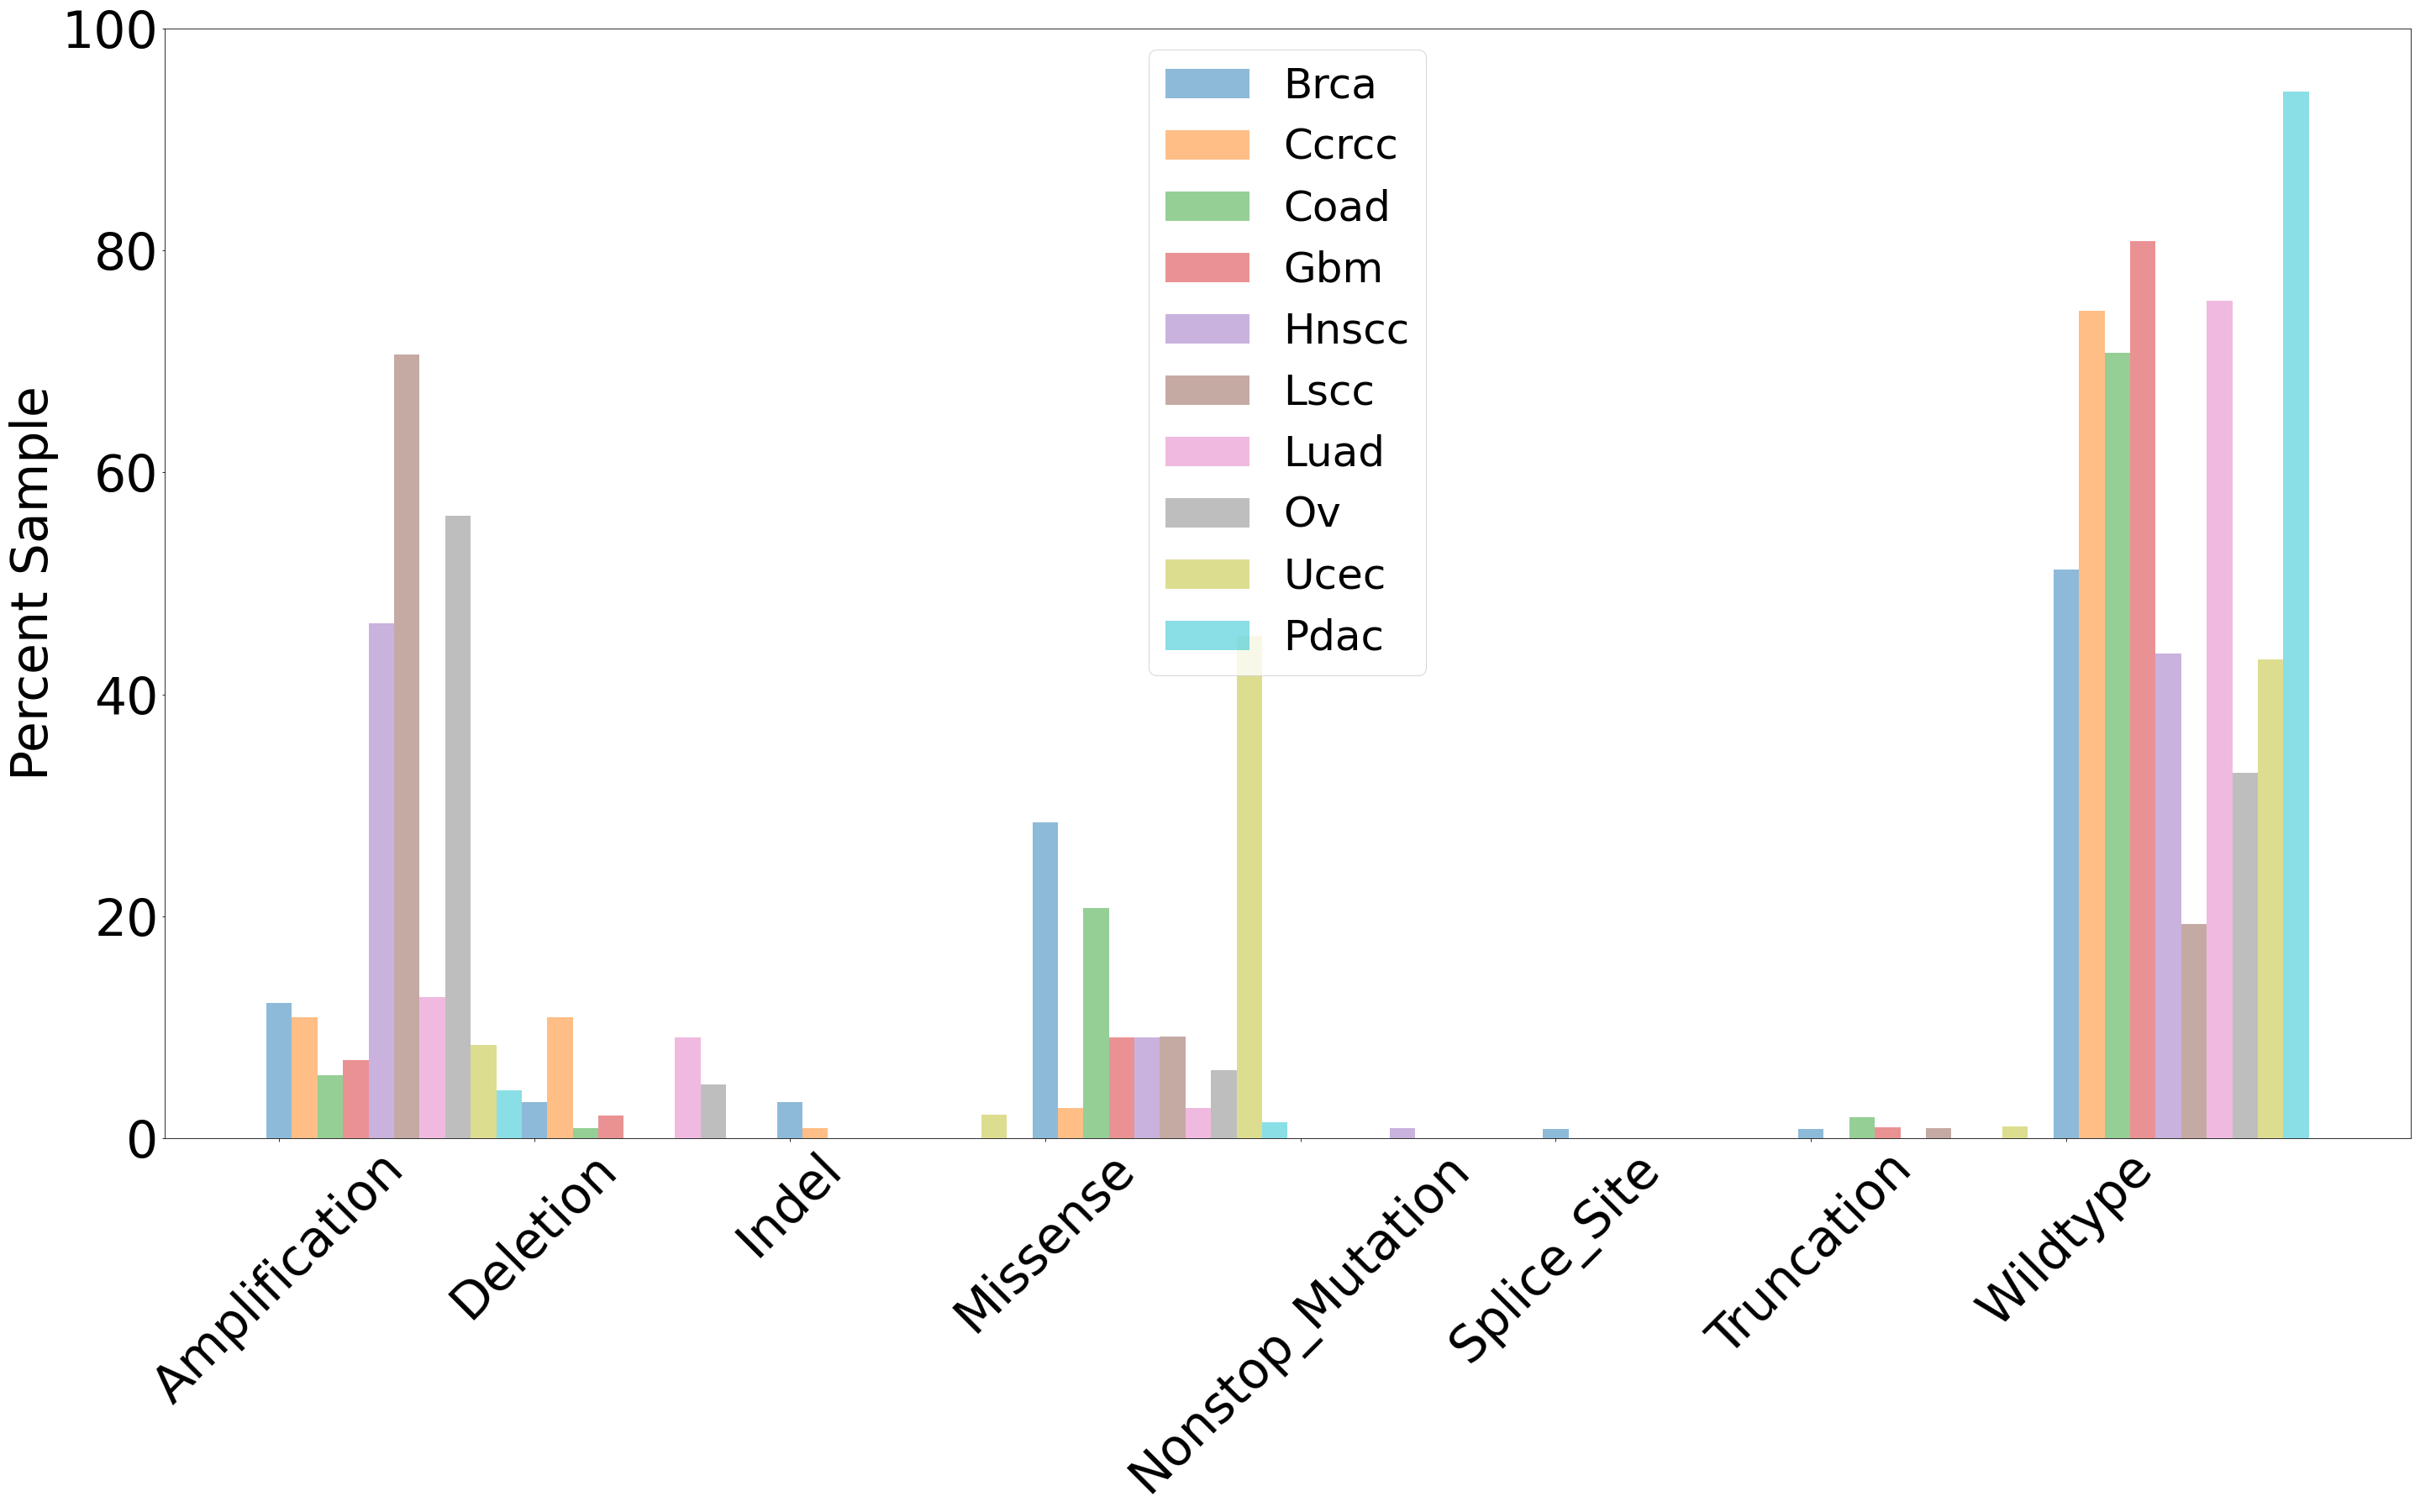 100
80
60
40
20
0
Percent Sample
Brca
Ccrcc
Coad
Gbm
Hnscc
Lscc
Luad
Ov
Ucec
Pdac
Amplification
Deletion
Indel
Missense
Nonstop_Mutation
Splice_Site
Truncation
Wildtype